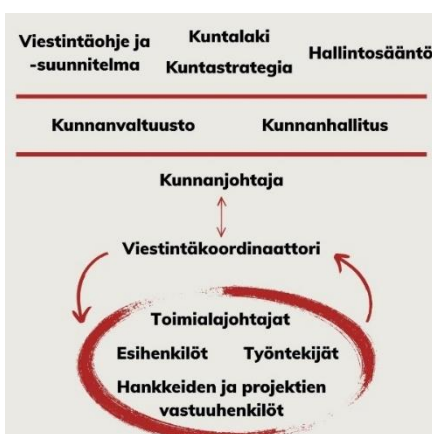 Viestintäohje ja
-suunnitelma
Kuntalaki
Kuntastrategia
Hallintosääntö
Kunnanvaltuusto
Kunnanhallitus
Kunnanjohtaja
Viestintäkoordinaattori
Toimialajohtajat
Esihenkilöt Työntekijät
Hankkeiden ja projektien
vastuuhenkilöt